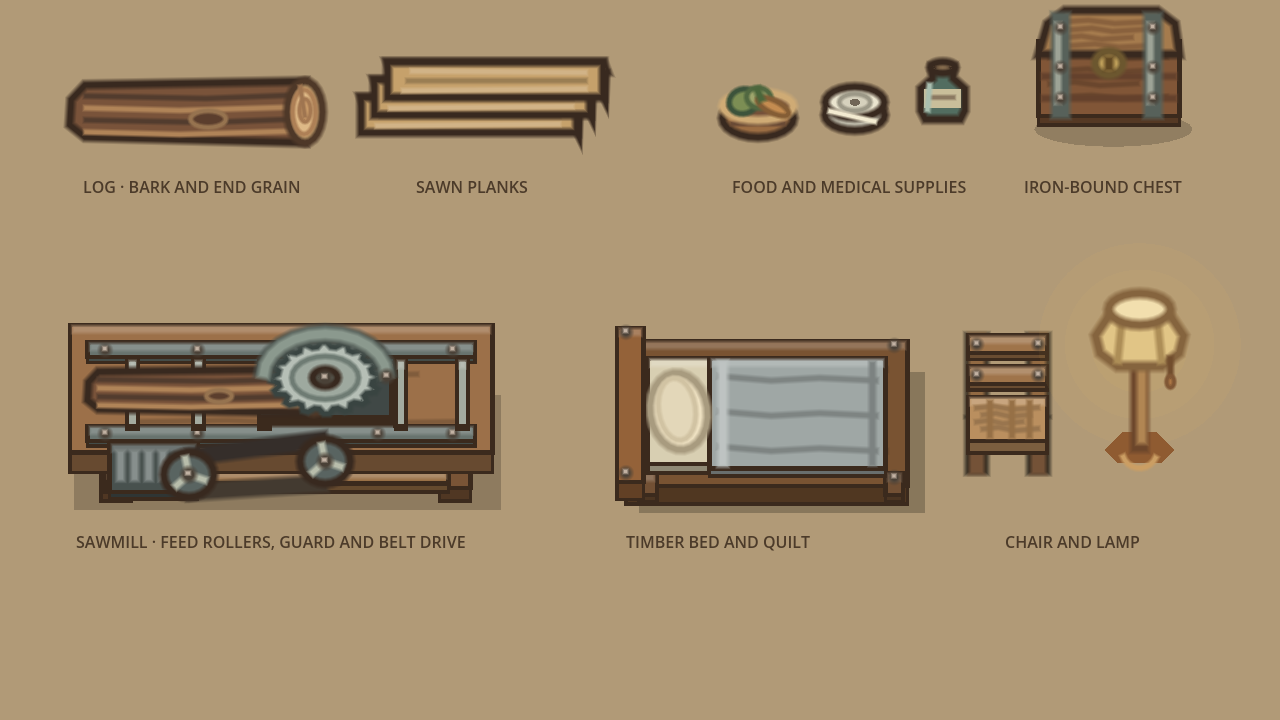 LOG · BARK AND END GRAIN
SAWN PLANKS
FOOD AND MEDICAL SUPPLIES
IRON-BOUND CHEST
SAWMILL · FEED ROLLERS, GUARD AND BELT DRIVE
TIMBER BED AND QUILT
CHAIR AND LAMP